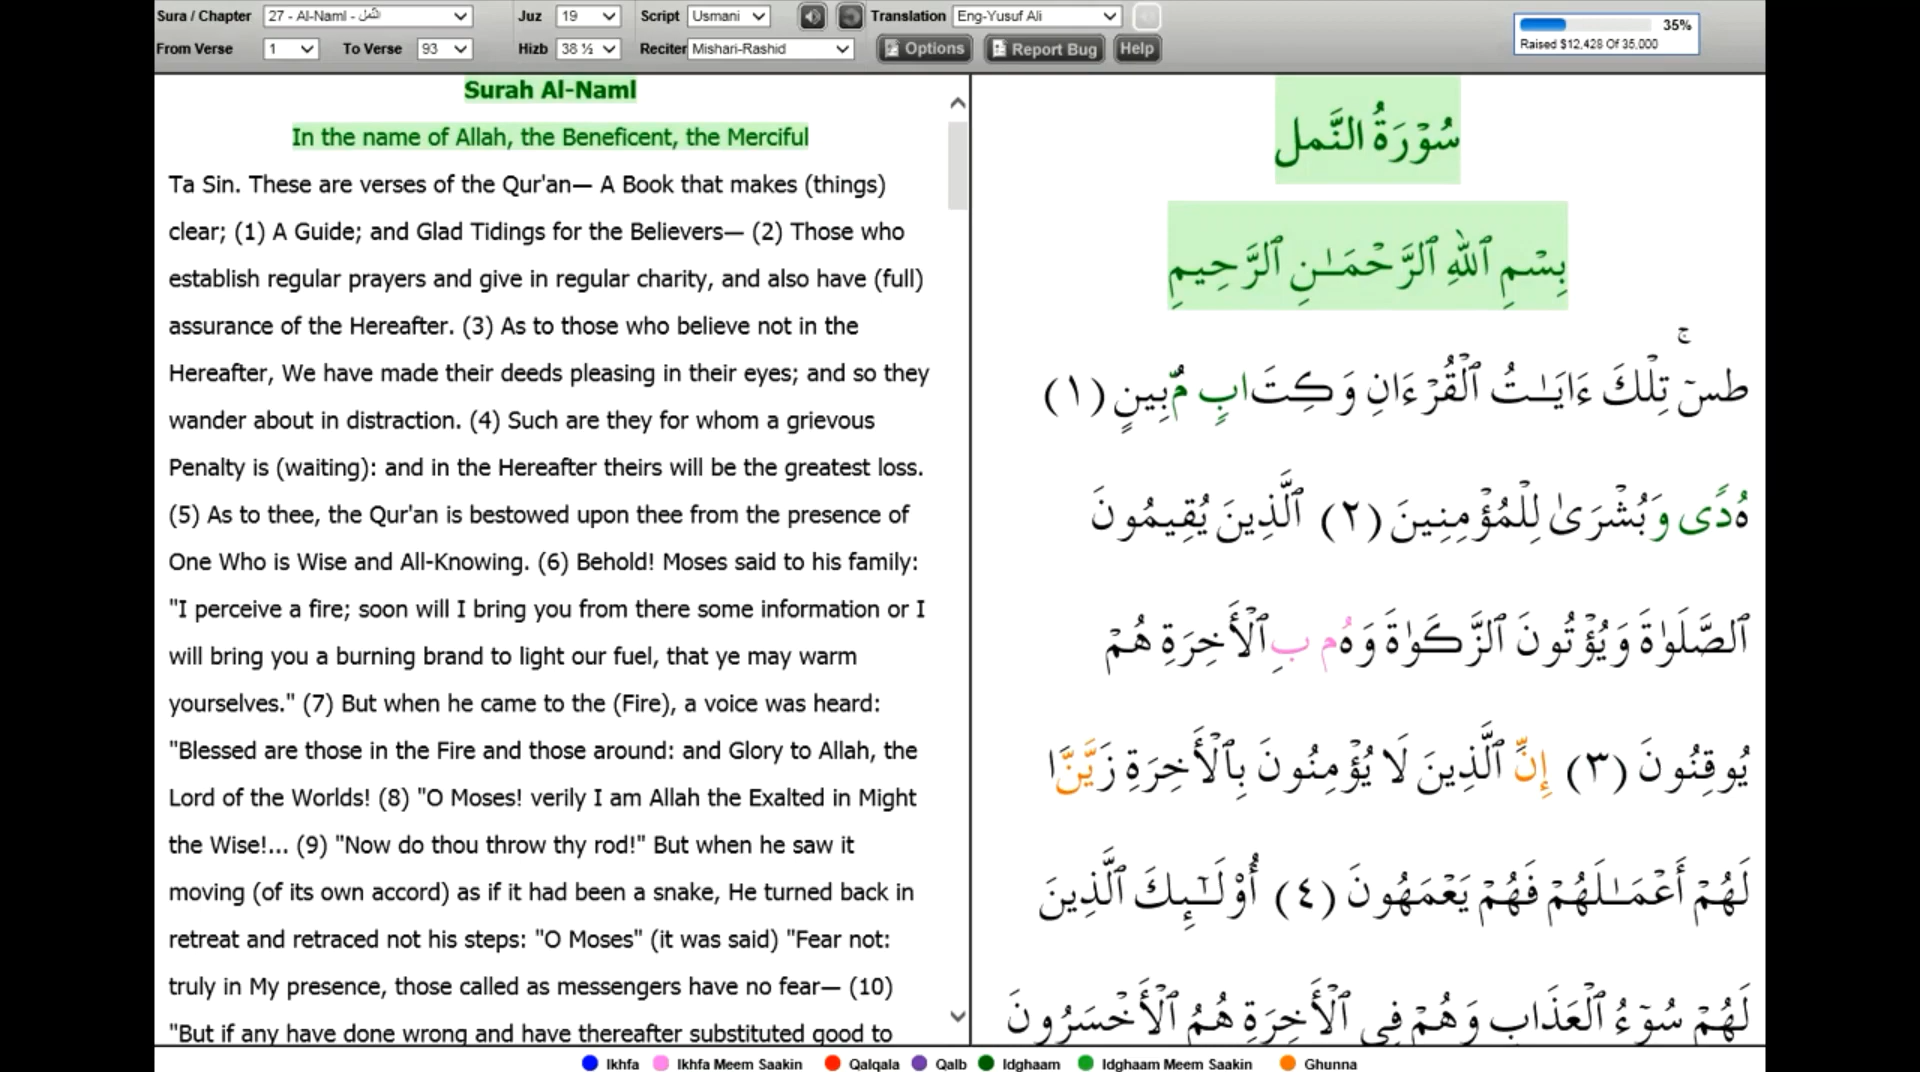 Sura / Chapter 27 - Al-Naml - النَّمل Juz 19 Script Usmani Translation Eng-Yusuf Ali
From Verse 1 To Verse 93 Hizb 38 ½ Reciter Mishari-Rashid Options Report Bug Help
35%
Raised $12,428 Of 35,000
Surah Al-Naml
In the name of Allah, the Beneficent, the Merciful
Ta Sin. These are verses of the Qur'an— A Book that makes (things)
clear; (1) A Guide; and Glad Tidings for the Believers— (2) Those who
establish regular prayers and give in regular charity, and also have (full)
assurance of the Hereafter. (3) As to those who believe not in the
Hereafter, We have made their deeds pleasing in their eyes; and so they
wander about in distraction. (4) Such are they for whom a grievous
Penalty is (waiting): and in the Hereafter theirs will be the greatest loss.
(5) As to thee, the Qur'an is bestowed upon thee from the presence of
One Who is Wise and All-Knowing. (6) Behold! Moses said to his family:
"I perceive a fire; soon will I bring you from there some information or I
will bring you a burning brand to light our fuel, that ye may warm
yourselves." (7) But when he came to the (Fire), a voice was heard:
"Blessed are those in the Fire and those around: and Glory to Allah, the
Lord of the Worlds! (8) "O Moses! verily I am Allah the Exalted in Might
the Wise!... (9) "Now do thou throw thy rod!" But when he saw it
moving (of its own accord) as if it had been a snake, He turned back in
retreat and retraced not his steps: "O Moses" (it was said) "Fear not:
truly in My presence, those called as messengers have no fear— (10)
"But if any have done wrong and have thereafter substituted good to
سُوۡرَةُ النَّمل
بِسۡمِ ٱللهِ ٱلرَّحۡمَـٰنِ ٱلرَّحِيمِ
طسٓ‌ۚ تِلۡكَ ءَايَـٰتُ ٱلۡقُرۡءَانِ وَڪِتَابٍ۬ مُّبِينٍ (١)
هُدً۬ى وَبُشۡرَىٰ لِلۡمُؤۡمِنِينَ (٢) ٱلَّذِينَ يُقِيمُونَ
ٱلصَّلَوٰةَ وَيُؤۡتُونَ ٱلزَّڪَوٰةَ وَهُم بِٱلۡأَخِرَةِ هُمۡ
يُوقِنُونَ (٣) إِنَّ ٱلَّذِينَ لَا يُؤۡمِنُونَ بِٱلۡأَخِرَةِ زَيَّنَّا
لَهُمۡ أَعۡمَـٰلَهُمۡ فَهُمۡ يَعۡمَهُونَ (٤) أُوْلَـٰٓٮِٕكَ ٱلَّذِينَ
لَهُمۡ سُوٓءُ ٱلۡعَذَابِ وَهُمۡ فِى ٱلۡأَخِرَةِ هُمُ ٱلۡأَخۡسَرُونَ
Ikhfa Ikhfa Meem Saakin Qalqala Qalb Idghaam Idghaam Meem Saakin Ghunna